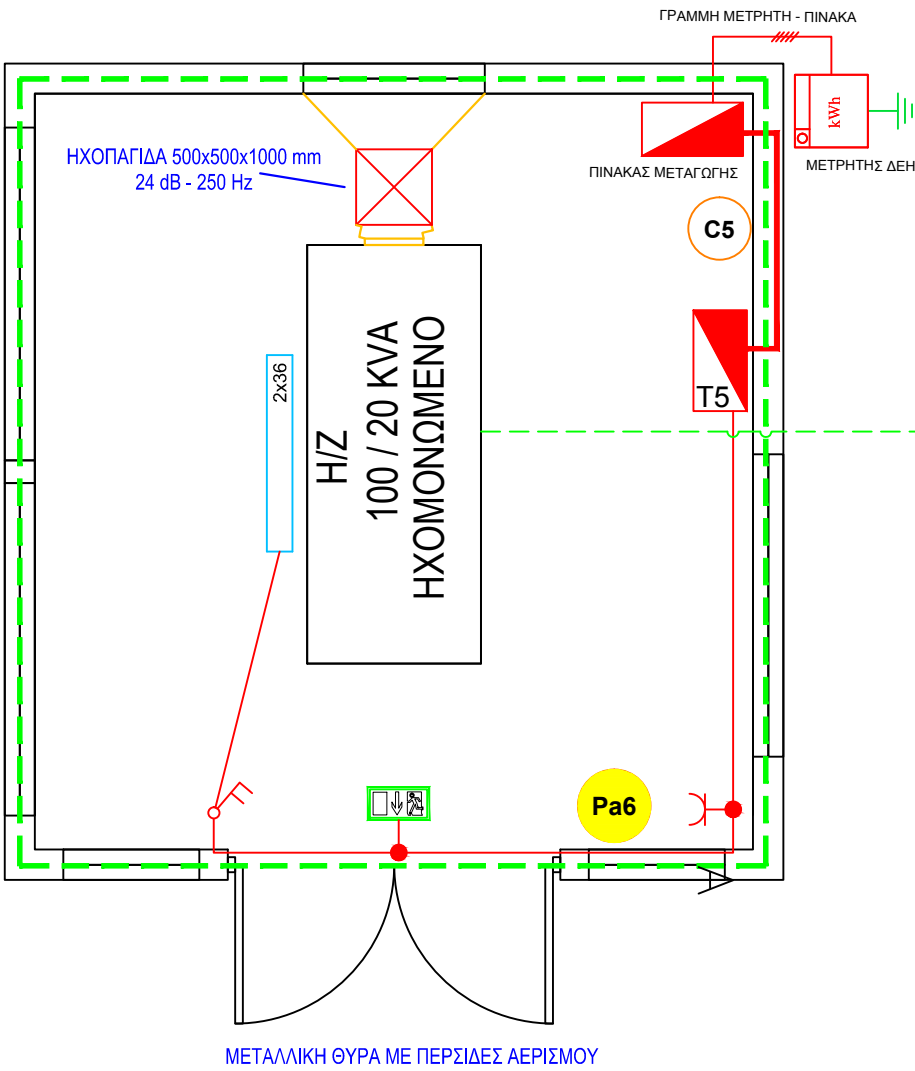 ΓΡΑΜΜΗ ΜΕΤΡΗΤΗ - ΠΙΝΑΚΑ
kWh
ΜΕΤΡΗΤΗΣ ΔΕΗ
ΗΧΟΠΑΓΙΔΑ 500x500x1000 mm
24 dB - 250 Hz
ΠΙΝΑΚΑΣ ΜΕΤΑΓΩΓΗΣ
C5
T5
2x36
Η/Ζ
100 / 20 KVA
ΗΧΟΜΟΝΩΜΕΝΟ
Pa6
ΜΕΤΑΛΛΙΚΗ ΘΥΡΑ ΜΕ ΠΕΡΣΙΔΕΣ ΑΕΡΙΣΜΟΥ